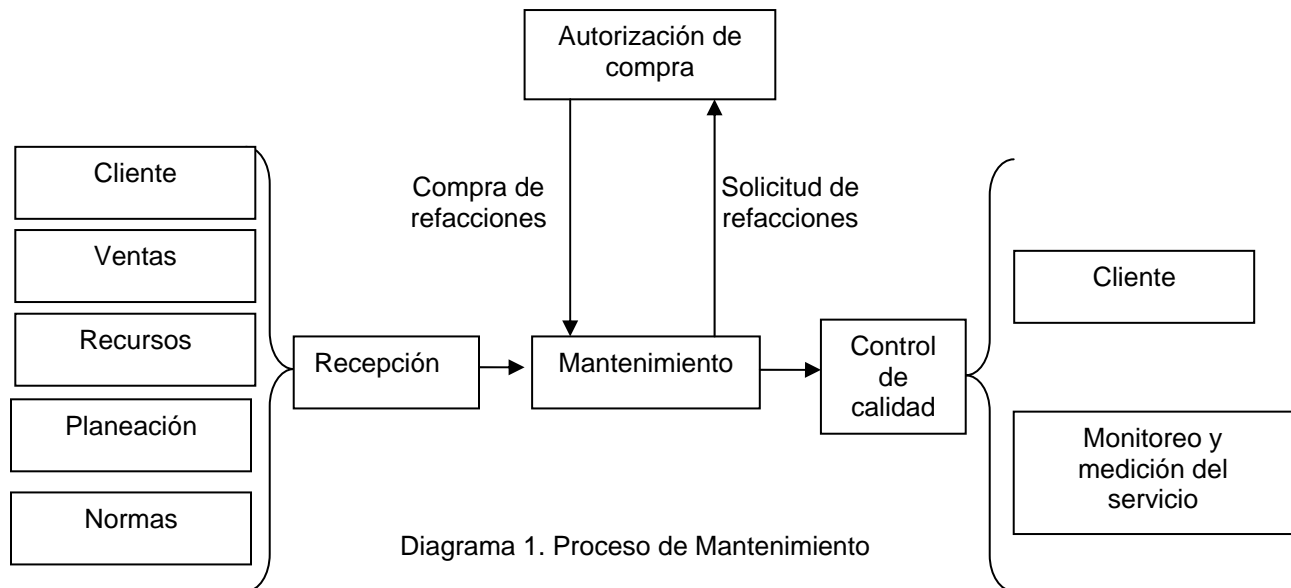 Autorización de
compra
Cliente
Ventas
Recursos
Planeación
Normas
Compra de
refacciones
Solicitud de
refacciones
Recepción
Mantenimiento
Control
de
calidad
Cliente
Monitoreo y
medición del
servicio
Diagrama 1. Proceso de Mantenimiento